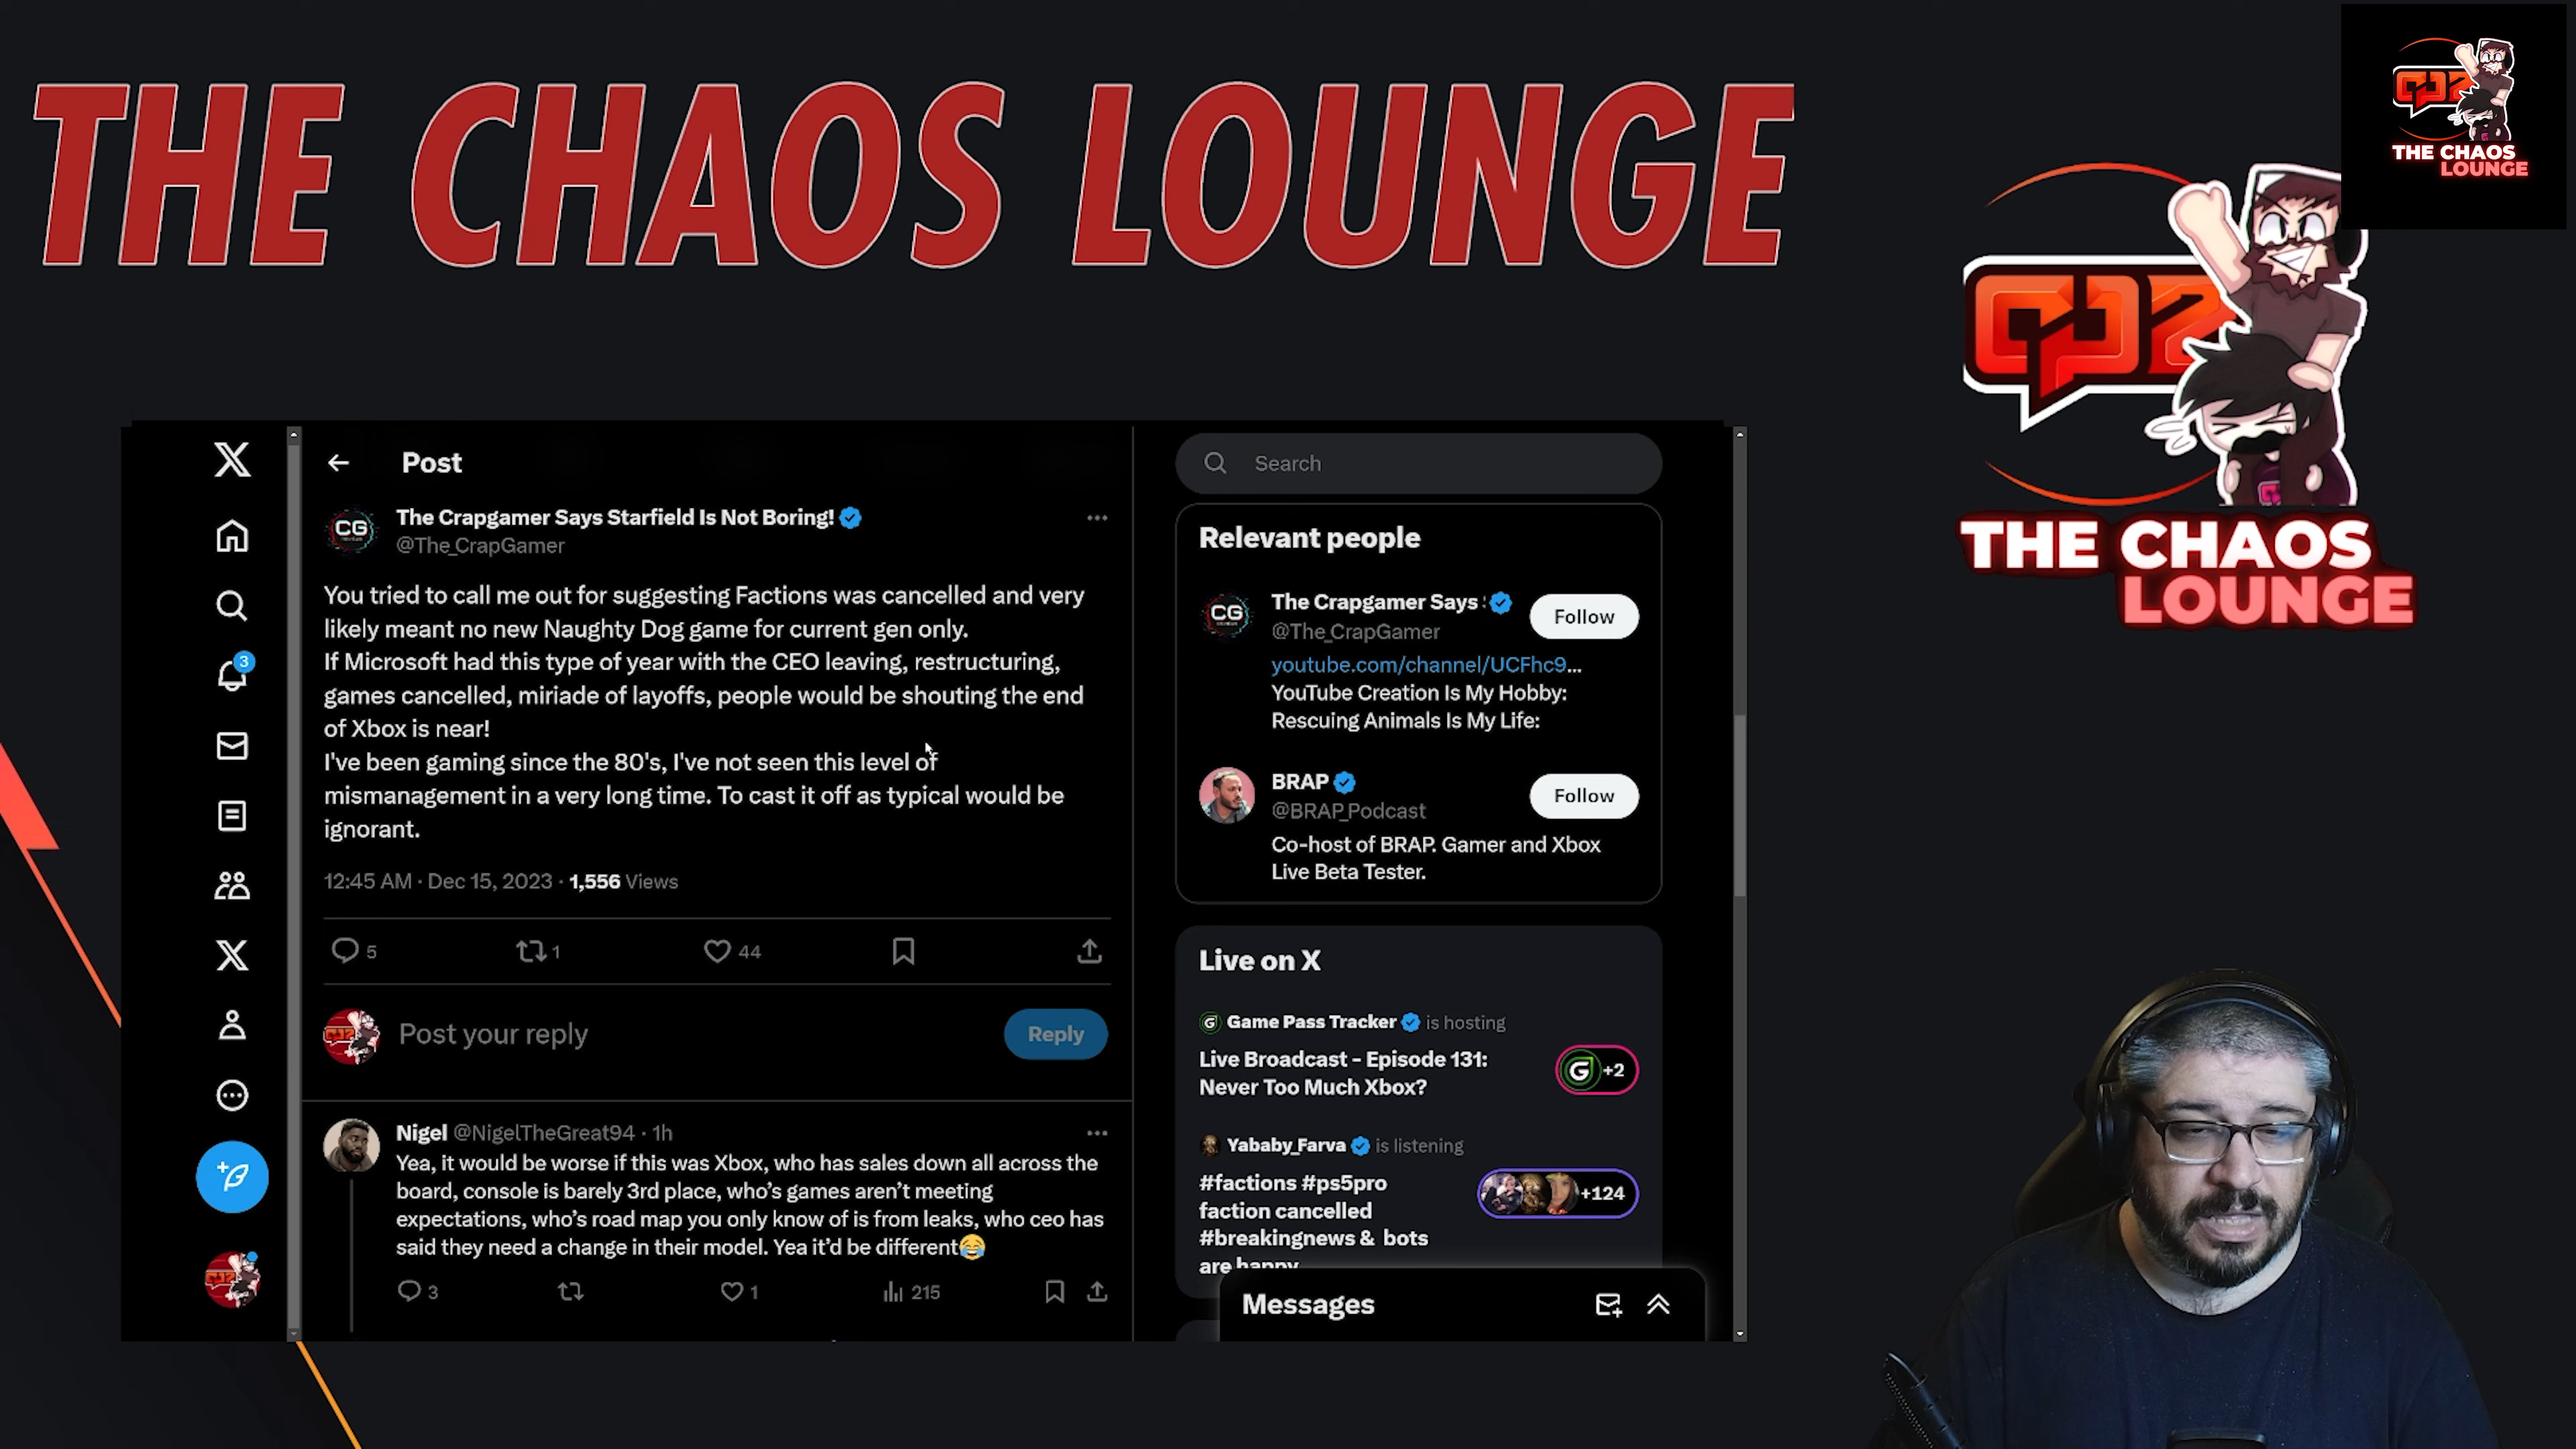 THE CHAOS LOUNGE
THE CHAOS
LOUNGE
THE CHAOS
LOUNGE
Post
The Crapgamer Says Starfield Is Not Boring!
@The_CrapGamer
You tried to call me out for suggesting Factions was cancelled and very
likely meant no new Naughty Dog game for current gen only.
If Microsoft had this type of year with the CEO leaving, restructuring,
games cancelled, miriade of layoffs, people would be shouting the end
of Xbox is near!
I've been gaming since the 80's, I've not seen this level of
mismanagement in a very long time. To cast it off as typical would be
ignorant.
12:45 AM · Dec 15, 2023 · 1,556 Views
5 1 44
Post your reply
Reply
Nigel @NigelTheGreat94 · 1h
Yea, it would be worse if this was Xbox, who has sales down all across the
board, console is barely 3rd place, who's games aren't meeting
expectations, who's road map you only know of is from leaks, who ceo has
said they need a change in their model. Yea it'd be different😂
3 1 215
3
CG
Search
Relevant people
CG
The Crapgamer Says
Follow
@The_CrapGamer
youtube.com/channel/UCFhc9...
YouTube Creation Is My Hobby:
Rescuing Animals Is My Life:
BRAP
Follow
@BRAP_Podcast
Co-host of BRAP. Gamer and Xbox
Live Beta Tester.
Live on X
Game Pass Tracker is hosting
Live Broadcast - Episode 131:
Never Too Much Xbox?
+2
Yababy_Farva is listening
#factions #ps5pro
faction cancelled
#breakingnews & bots
are happy
+124
Messages